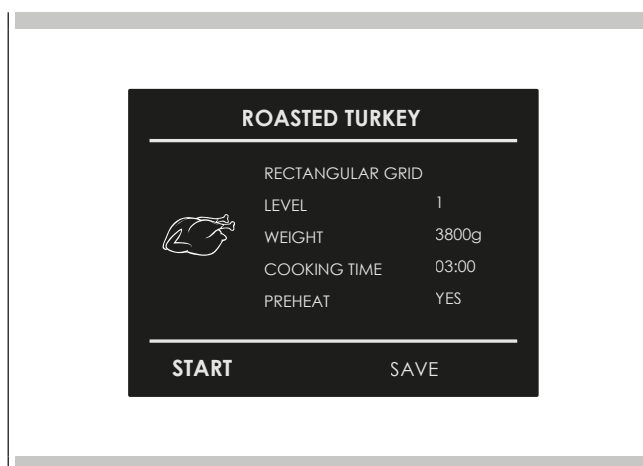 ROASTED TURKEY
RECTANGULAR GRID
LEVEL 1
WEIGHT 3800g
COOKING TIME 03:00
PREHEAT YES
START SAVE